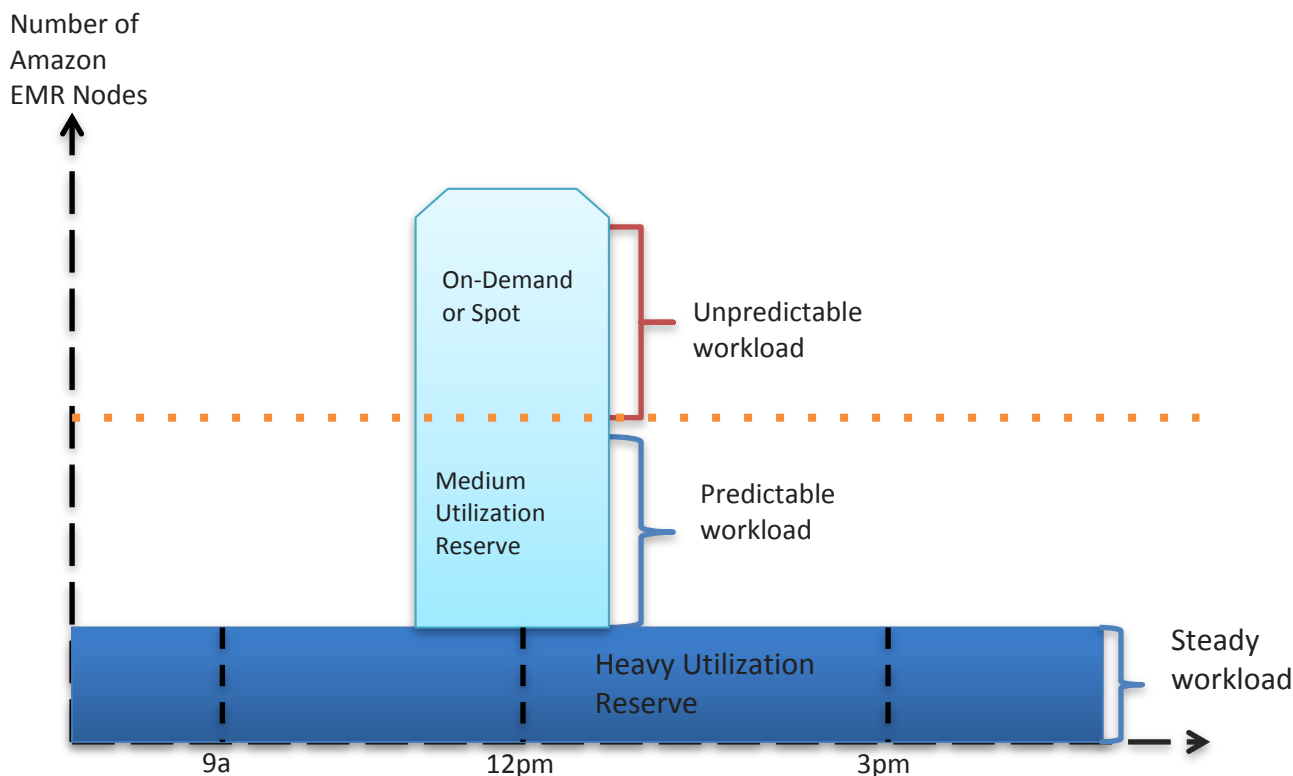 Number of
Amazon
EMR Nodes
On-Demand
or Spot
Unpredictable
workload
Medium
Utilization
Reserve
Predictable
workload
Heavy Utilization
Reserve
Steady
workload
9a
12pm
3pm